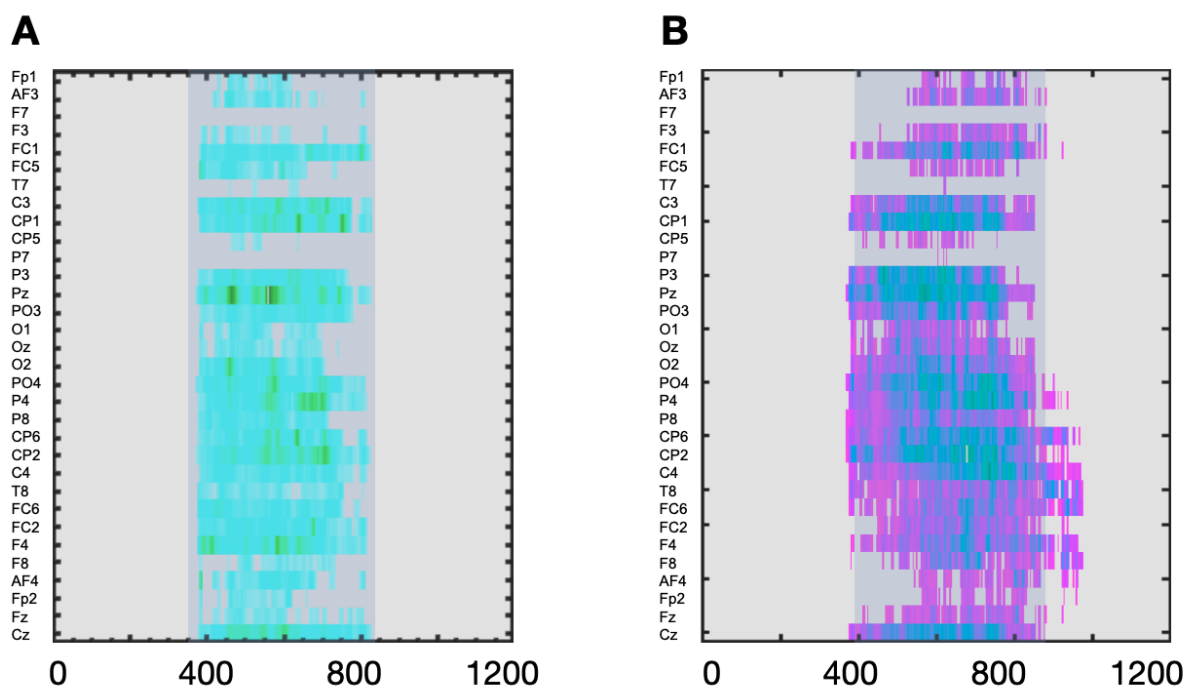 A
B
Fp1
AF3
F7
F3
FC1
FC5
T7
C3
CP1
CP5
P7
P3
Pz
PO3
O1
Oz
O2
PO4
P4
P8
CP6
CP2
C4
T8
FC6
FC2
F4
F8
AF4
Fp2
Fz
Cz
0 400 800 1200
Fp1
AF3
F7
F3
FC1
FC5
T7
C3
CP1
CP5
P7
P3
Pz
PO3
O1
Oz
O2
PO4
P4
P8
CP6
CP2
C4
T8
FC6
FC2
F4
F8
AF4
Fp2
Fz
Cz
0 400 800 1200